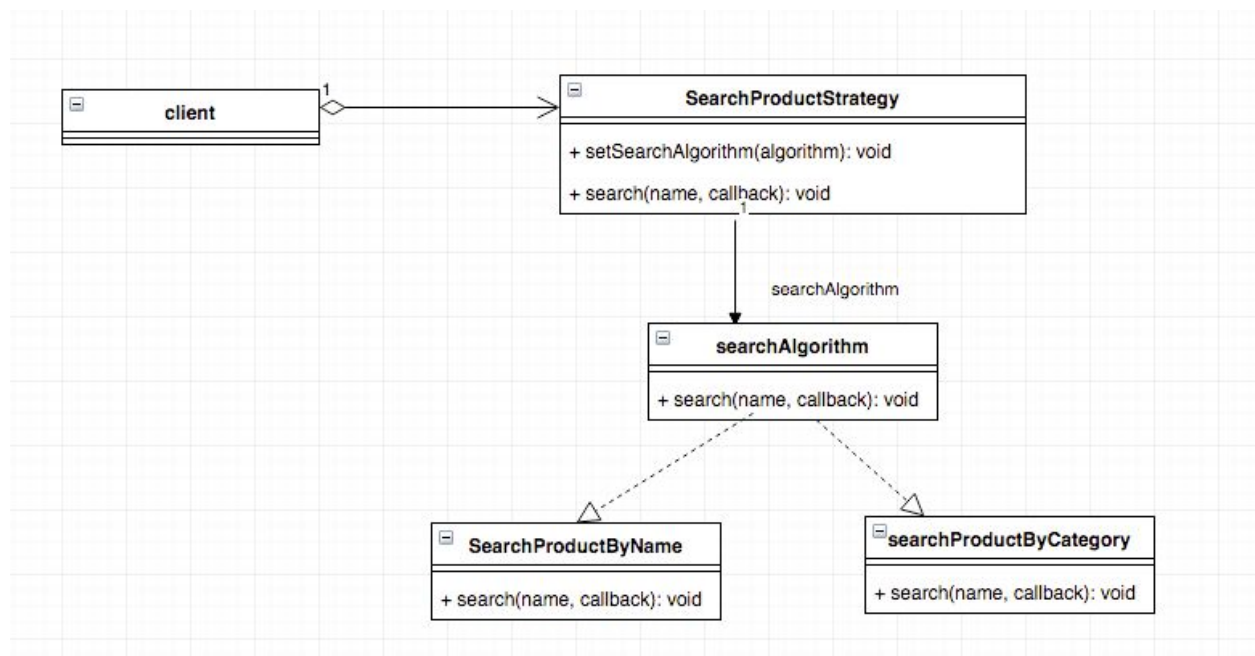 client
1
SearchProductStrategy
+ setSearchAlgorithm(algorithm): void
+ search(name, callback): void
1
searchAlgorithm
searchAlgorithm
+ search(name, callback): void
SearchProductByName
+ search(name, callback): void
searchProductByCategory
+ search(name, callback): void